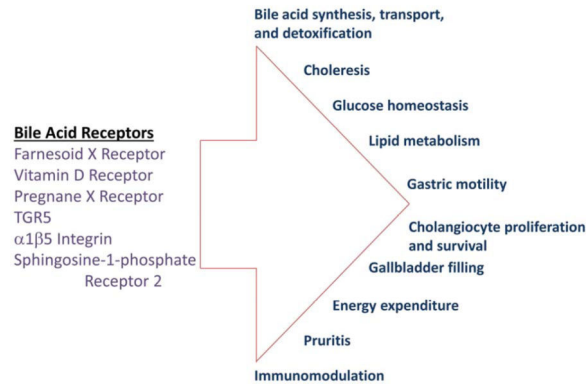 Bile acid synthesis, transport,
and detoxification
Choleresis
Glucose homeostasis
Lipid metabolism
Gastric motility
Cholangiocyte proliferation
and survival
Gallbladder filling
Energy expenditure
Pruritis
Immunomodulation
Bile Acid Receptors
Farnesoid X Receptor
Vitamin D Receptor
Pregnane X Receptor
TGR5
α1β5 Integrin
Sphingosine-1-phosphate
Receptor 2